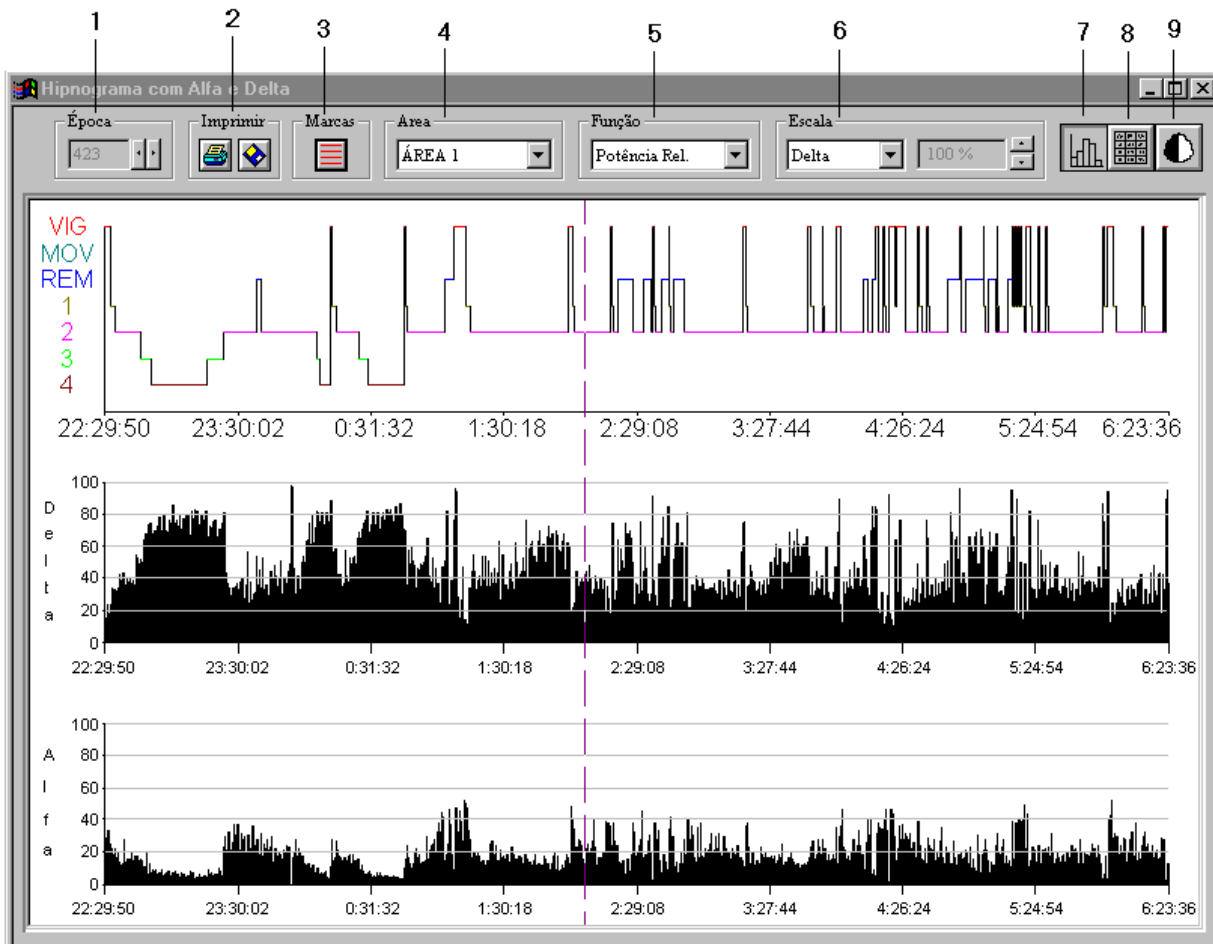 1 2 3 4 5 6 7 8 9
Hipnograma com Alfa e Delta
Época Imprimir Marcas Area Função Escala
423 ÁREA 1 Potência Rel. Delta 100 %
VIG
MOV
REM
1
2
3
4
22:29:50 23:30:02 0:31:32 1:30:18 2:29:08 3:27:44 4:26:24 5:24:54 6:23:36
Delta
100
80
60
40
20
0
22:29:50 23:30:02 0:31:32 1:30:18 2:29:08 3:27:44 4:26:24 5:24:54 6:23:36
Alfa
100
80
60
40
20
0
22:29:50 23:30:02 0:31:32 1:30:18 2:29:08 3:27:44 4:26:24 5:24:54 6:23:36